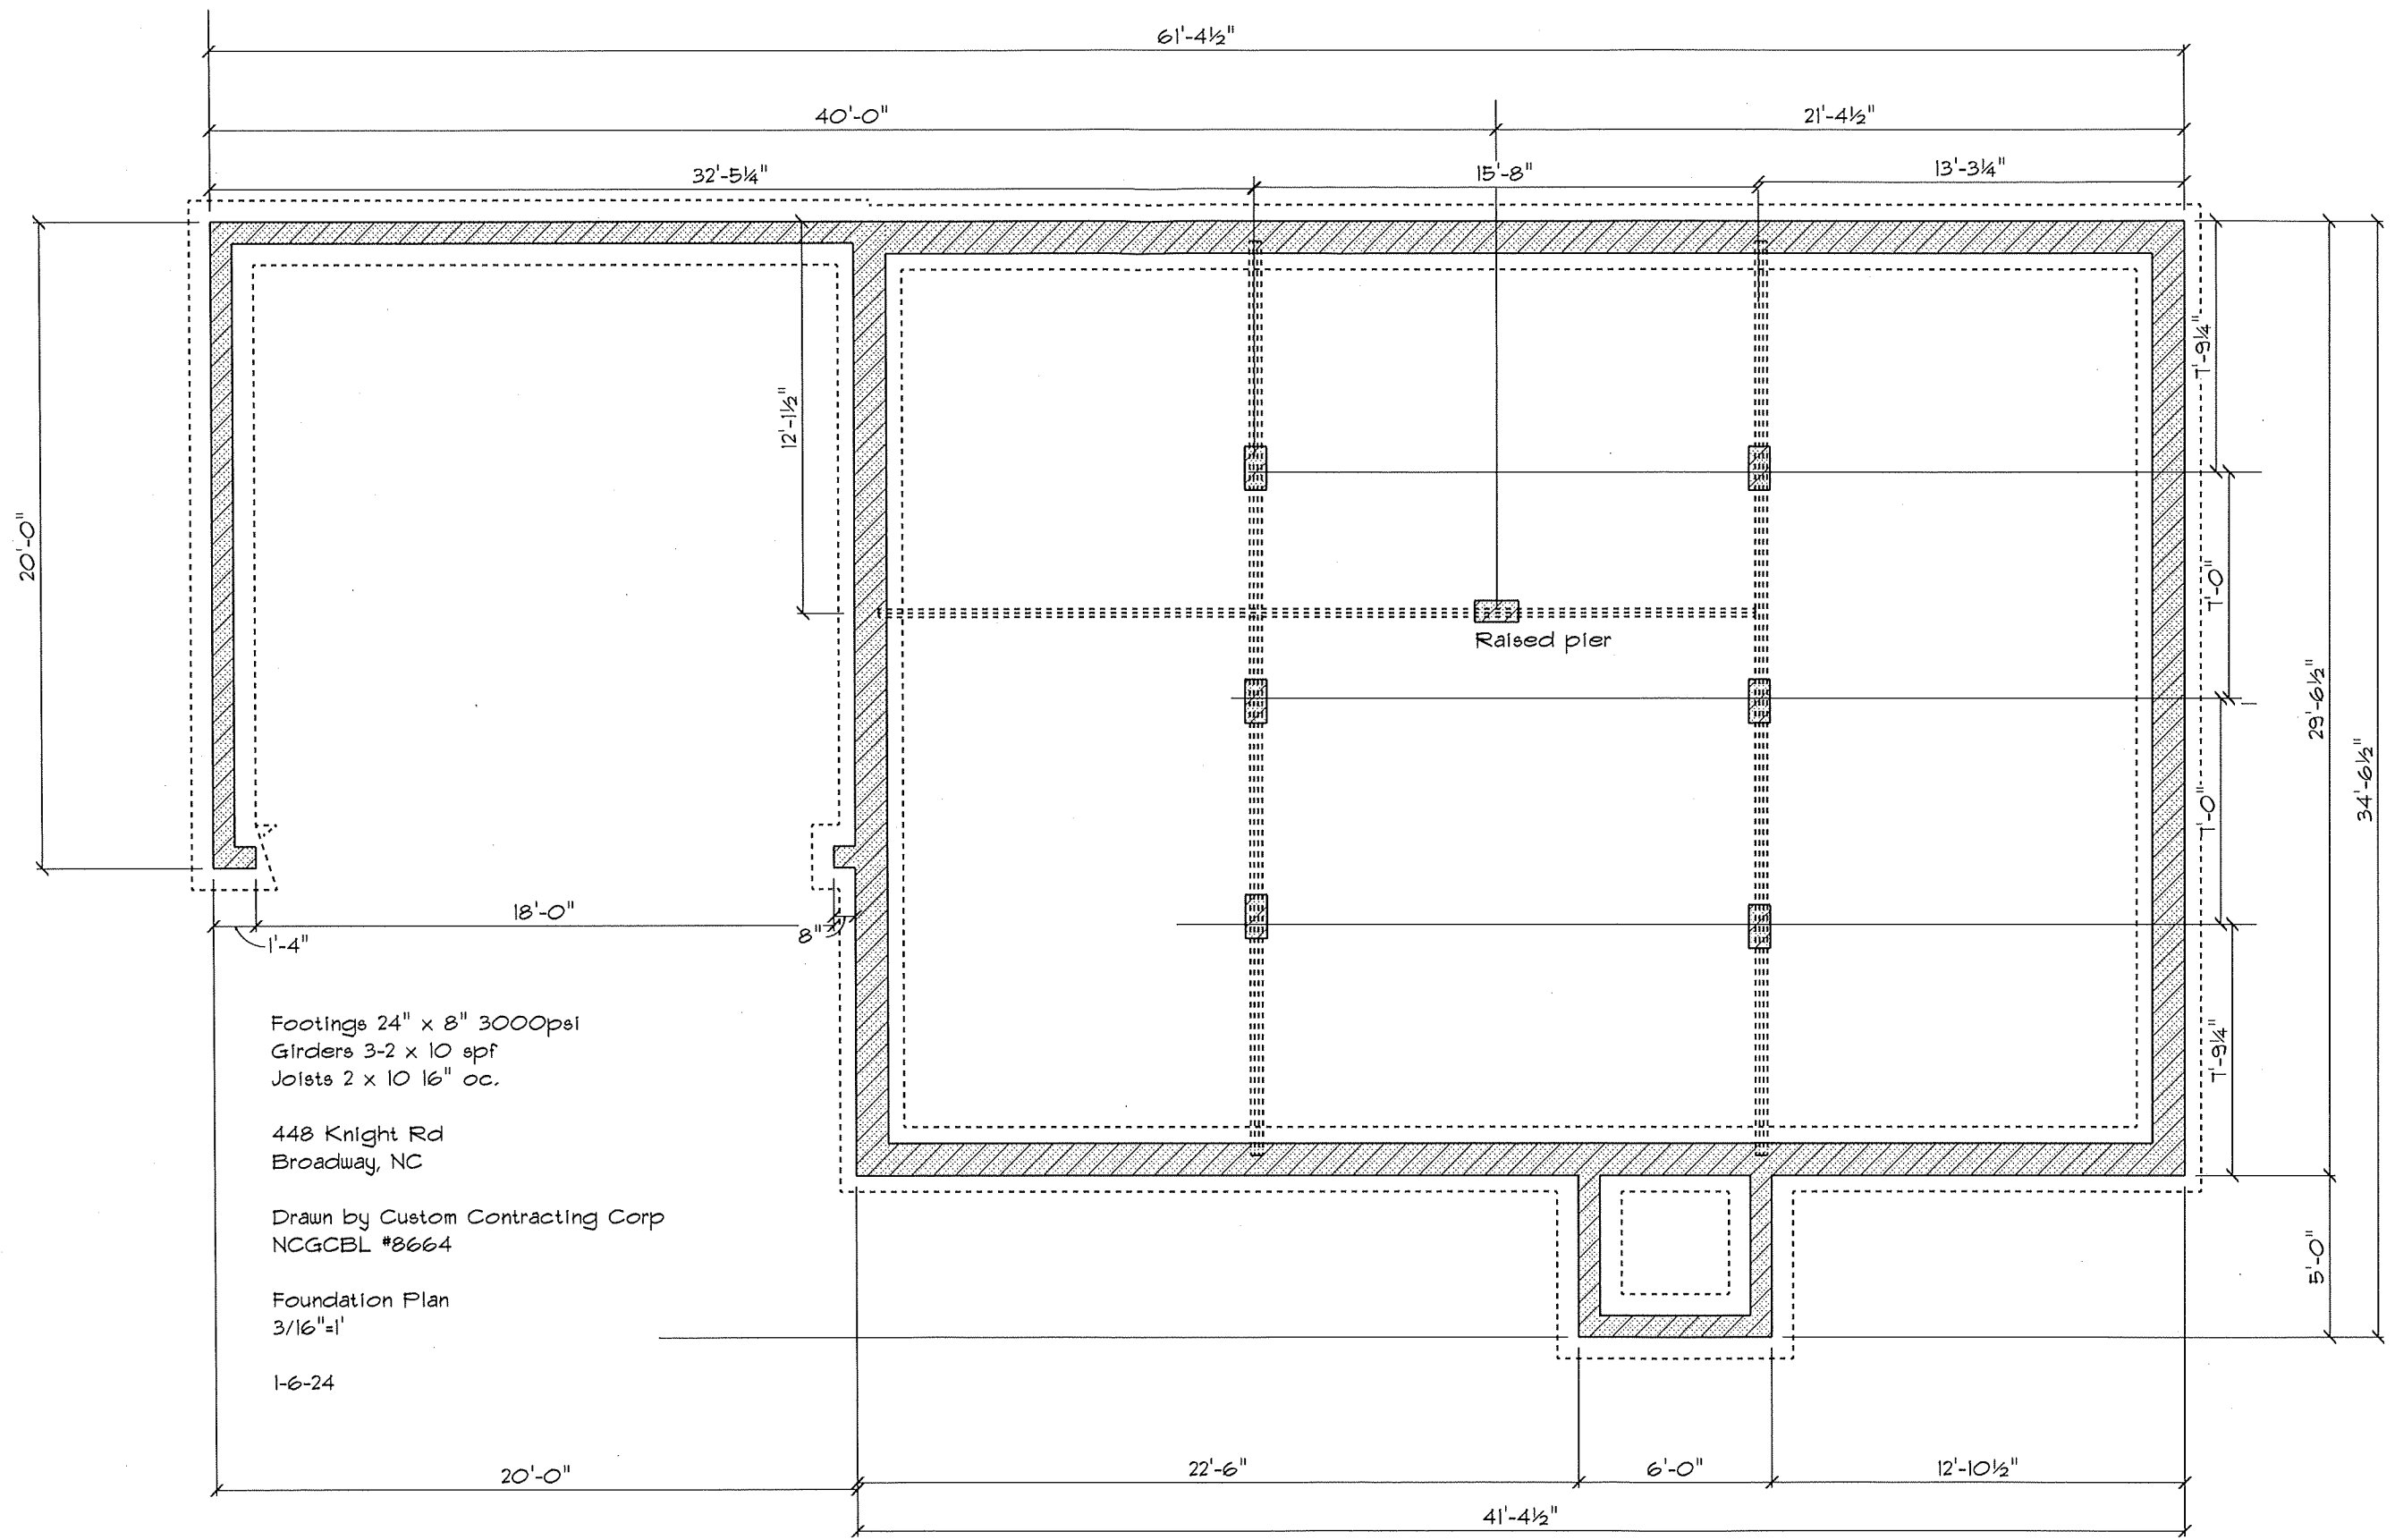 61'-4½"
40'-0"
21'-4½"
32'-5¼"
15'-8"
13'-3¼"
7'-9¼"
12'-1½"
20'-0"
7'-0"
Raised pier
29'-6½"
34'-6½"
7'-0"
18'-0"
8"
1'-4"
Footings 24" x 8" 3000psi
Girders 3-2 x 10 spf
Joists 2 x 10 16" oc.
7'-9¼"
448 Knight Rd
Broadway, NC
Drawn by Custom Contracting Corp
NCGCBL #8664
5'-0"
Foundation Plan
3/16"=1'
1-6-24
20'-0"
22'-6"
6'-0"
12'-10½"
41'-4½"